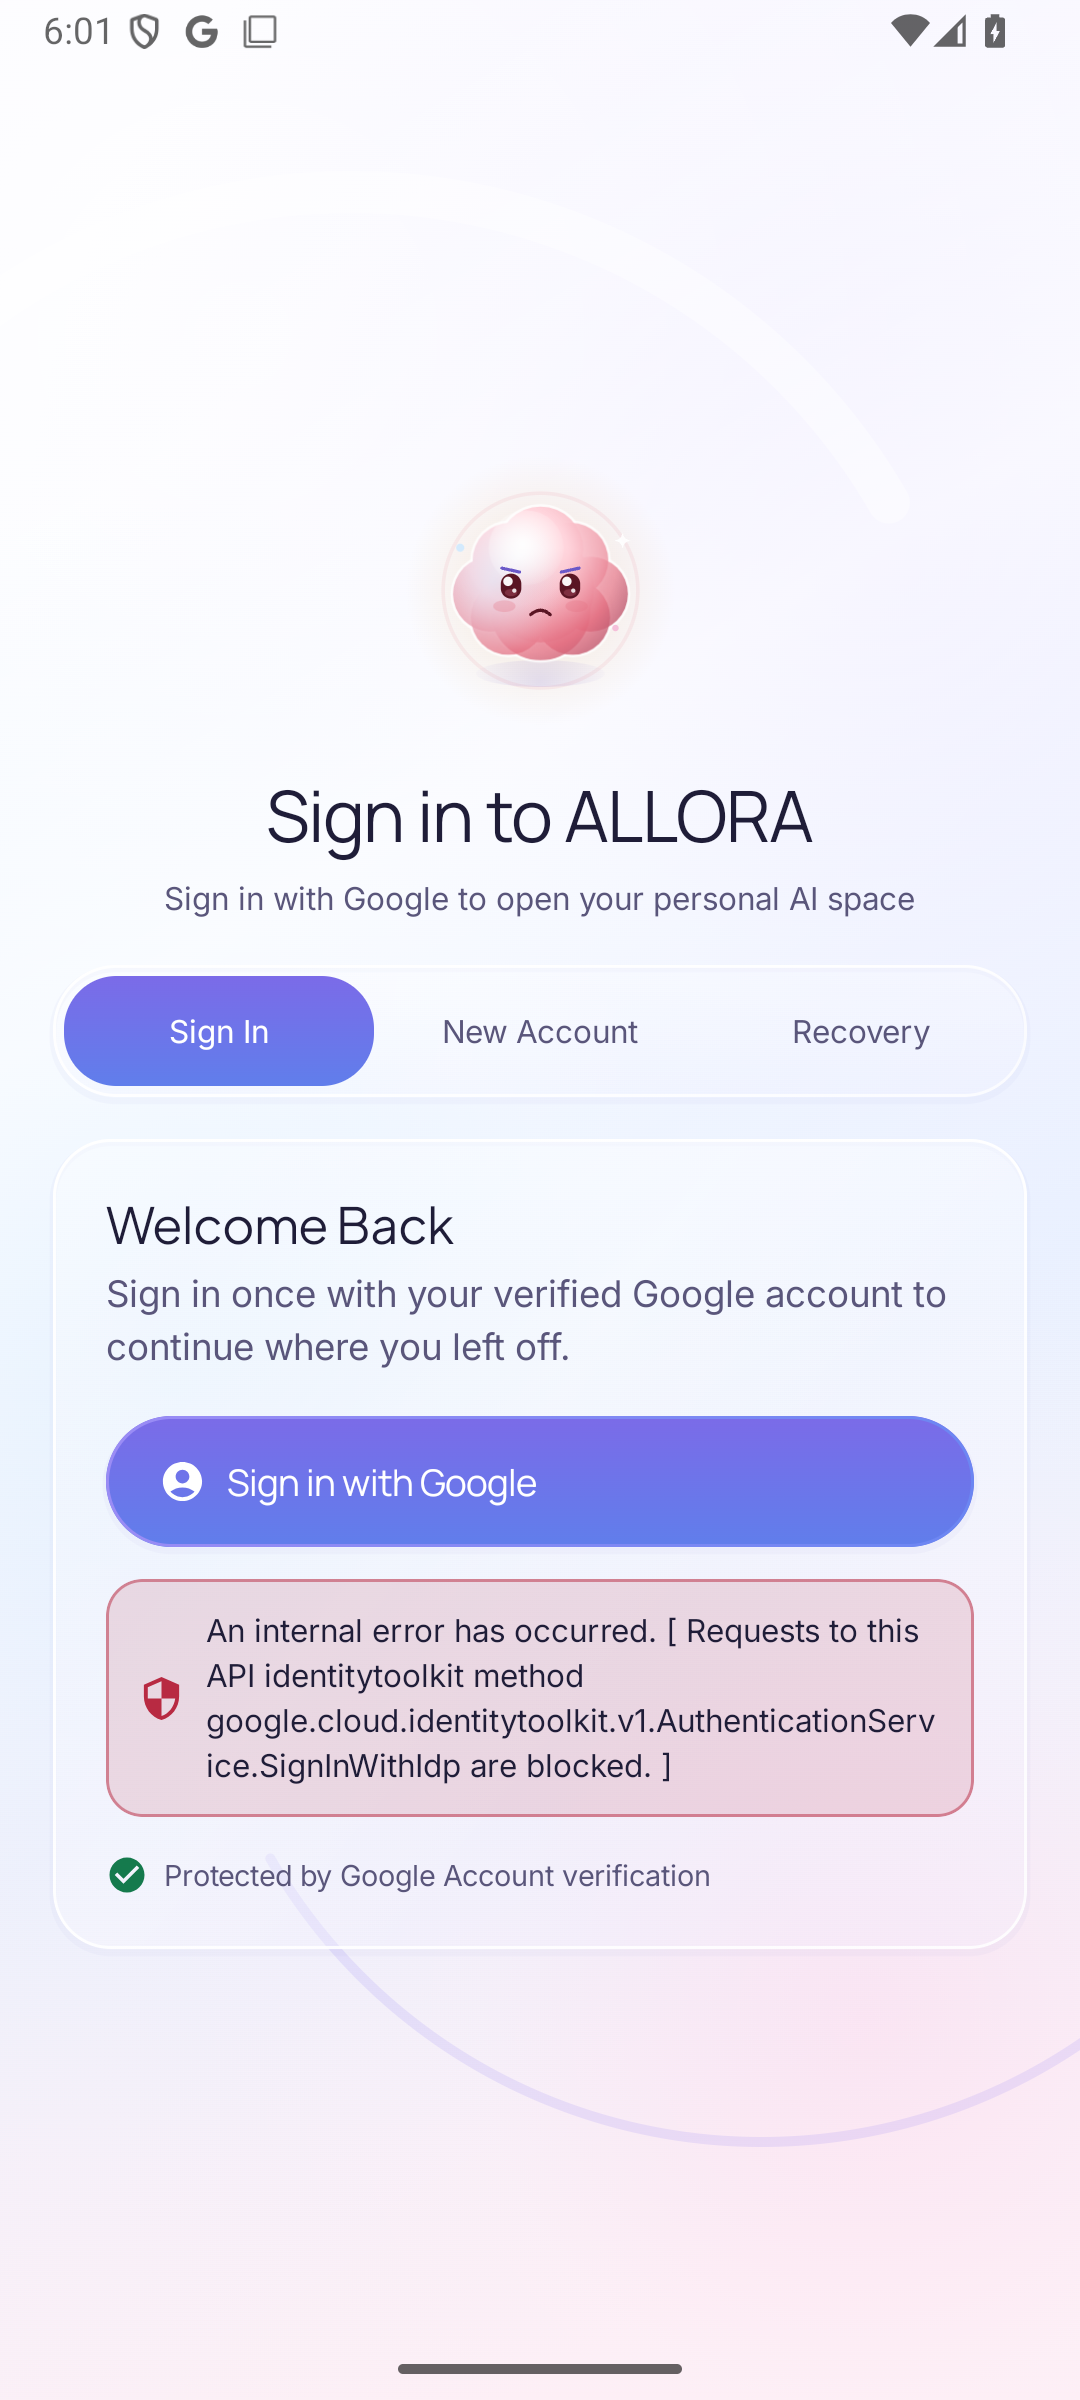 6:01
Sign in to ALLORA
Sign in with Google to open your personal AI space
Sign In
New Account
Recovery
Welcome Back
Sign in once with your verified Google account to
continue where you left off.
Sign in with Google
An internal error has occurred. [ Requests to this
API identitytoolkit method
google.cloud.identitytoolkit.v1.AuthenticationServ
ice.SignInWithIdp are blocked. ]
Protected by Google Account verification